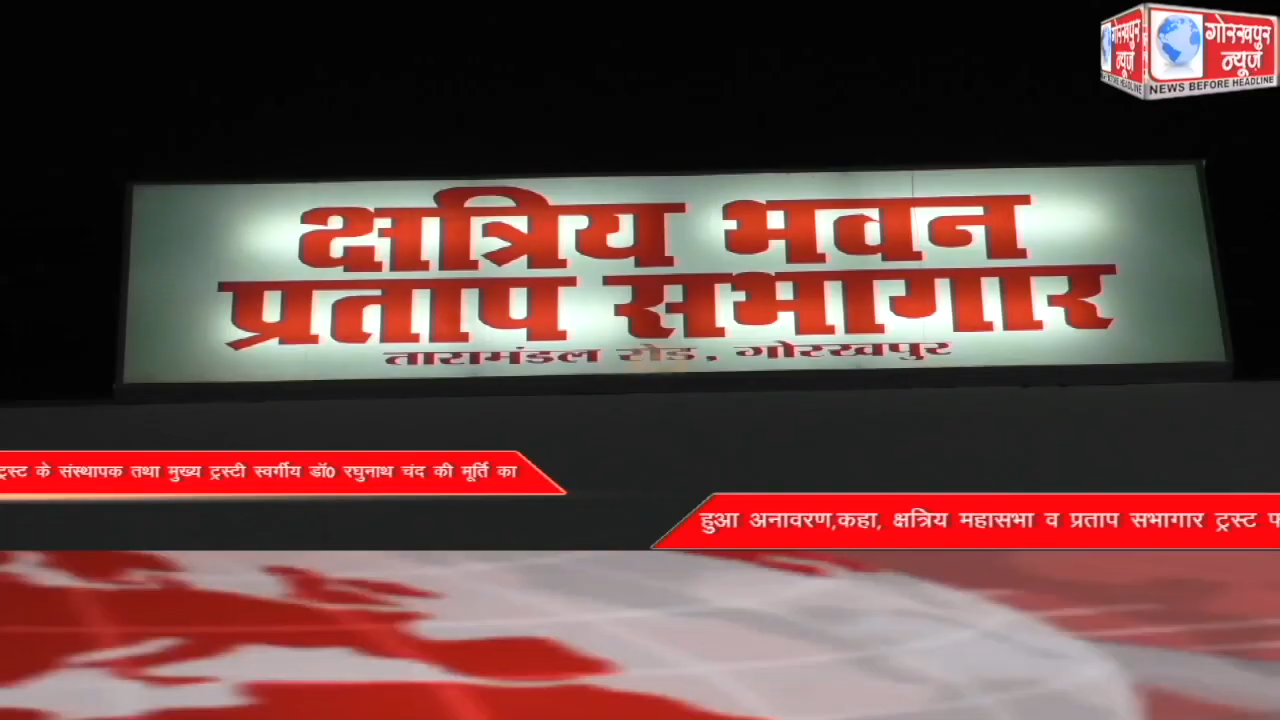 गोरखपुर
न्यूज
NEWS BEFORE HEADLINE
क्षत्रिय भवन
प्रताप सभागार
तारामंडल रोड, गोरखपुर
ट्रस्ट के संस्थापक तथा मुख्य ट्रस्टी स्वर्गीय डॉ0 रघुनाथ चंद की मूर्ति का
हुआ अनावरण,कहा, क्षत्रिय महासभा व प्रताप सभागार ट्रस्ट